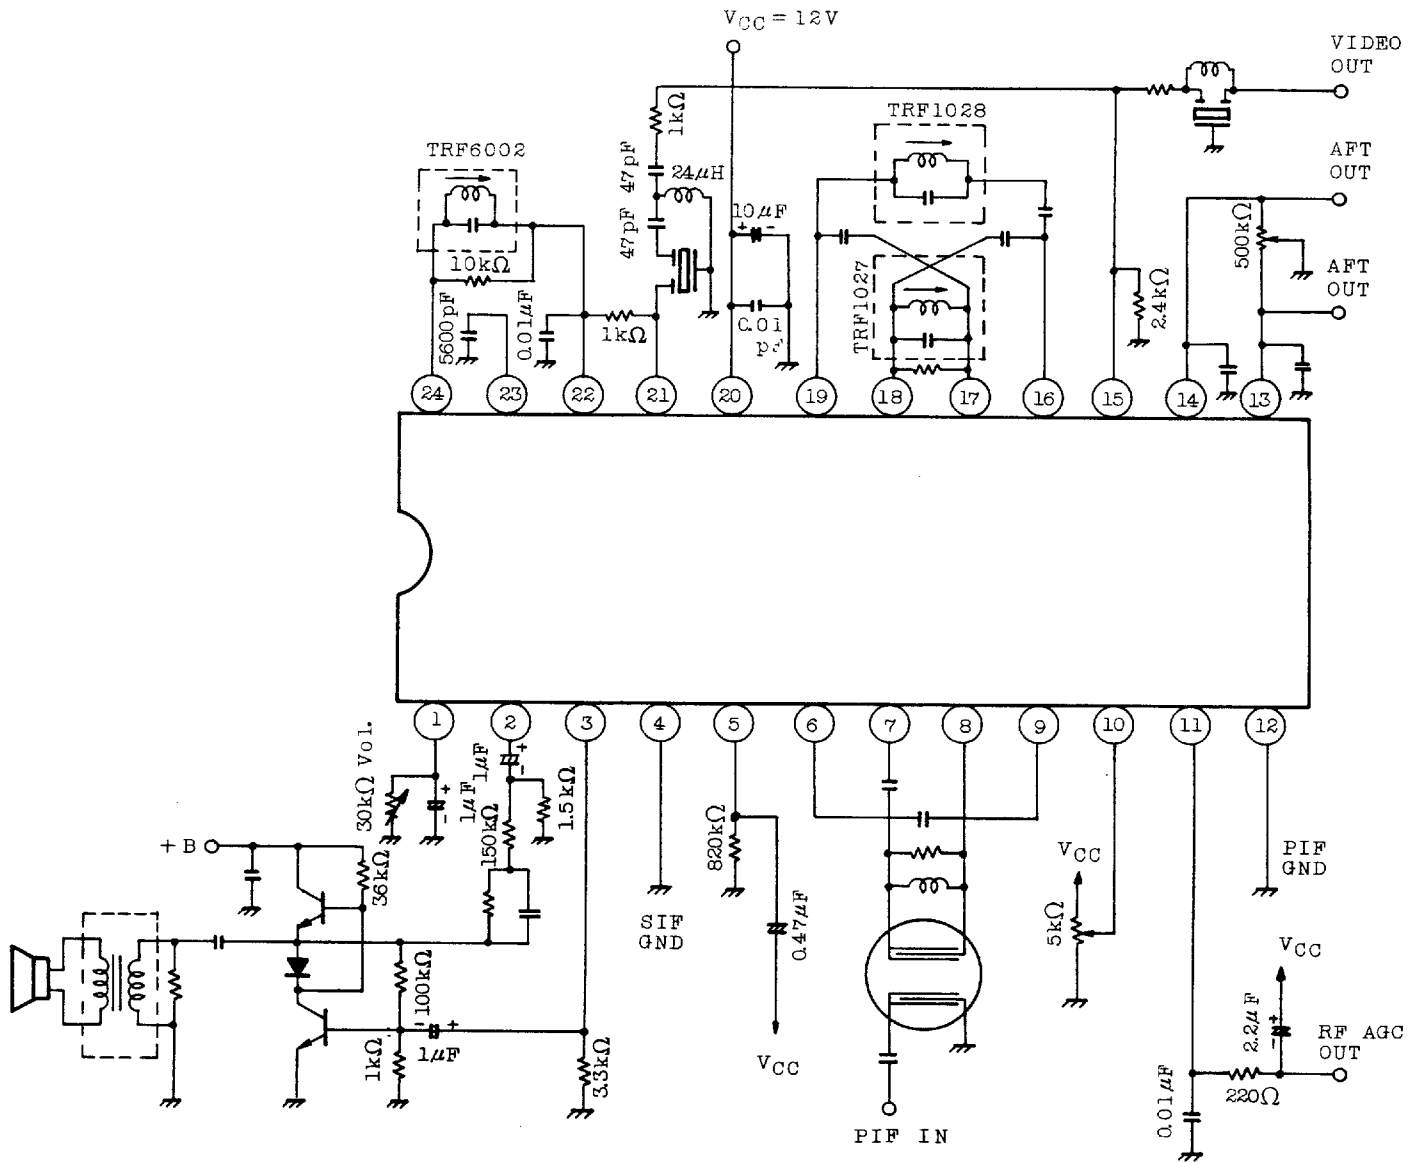 VCC = 12V
VIDEO
OUT
TRF6002
1kΩ
47pF
24μH
47pF
TRF1028
AFT
OUT
10μF
+ -
500kΩ
AFT
OUT
10kΩ
5600pF
0.01μF
1kΩ
0.01
pF
TRF1027
2.4kΩ
24
23
22
21
20
19
18
17
16
15
14
13
1
2
3
4
5
6
7
8
9
10
11
12
30kΩ Vol.
+
-
1μF
1μF
+
-
150kΩ
1.5kΩ
+B
36kΩ
820kΩ
0.47μF
VCC
SIF
GND
VCC
5kΩ
PIF
GND
100kΩ
1kΩ
- +
1μF
3.3kΩ
PIF IN
VCC
2.2μF
+
-
RF AGC
OUT
220Ω
0.01μF